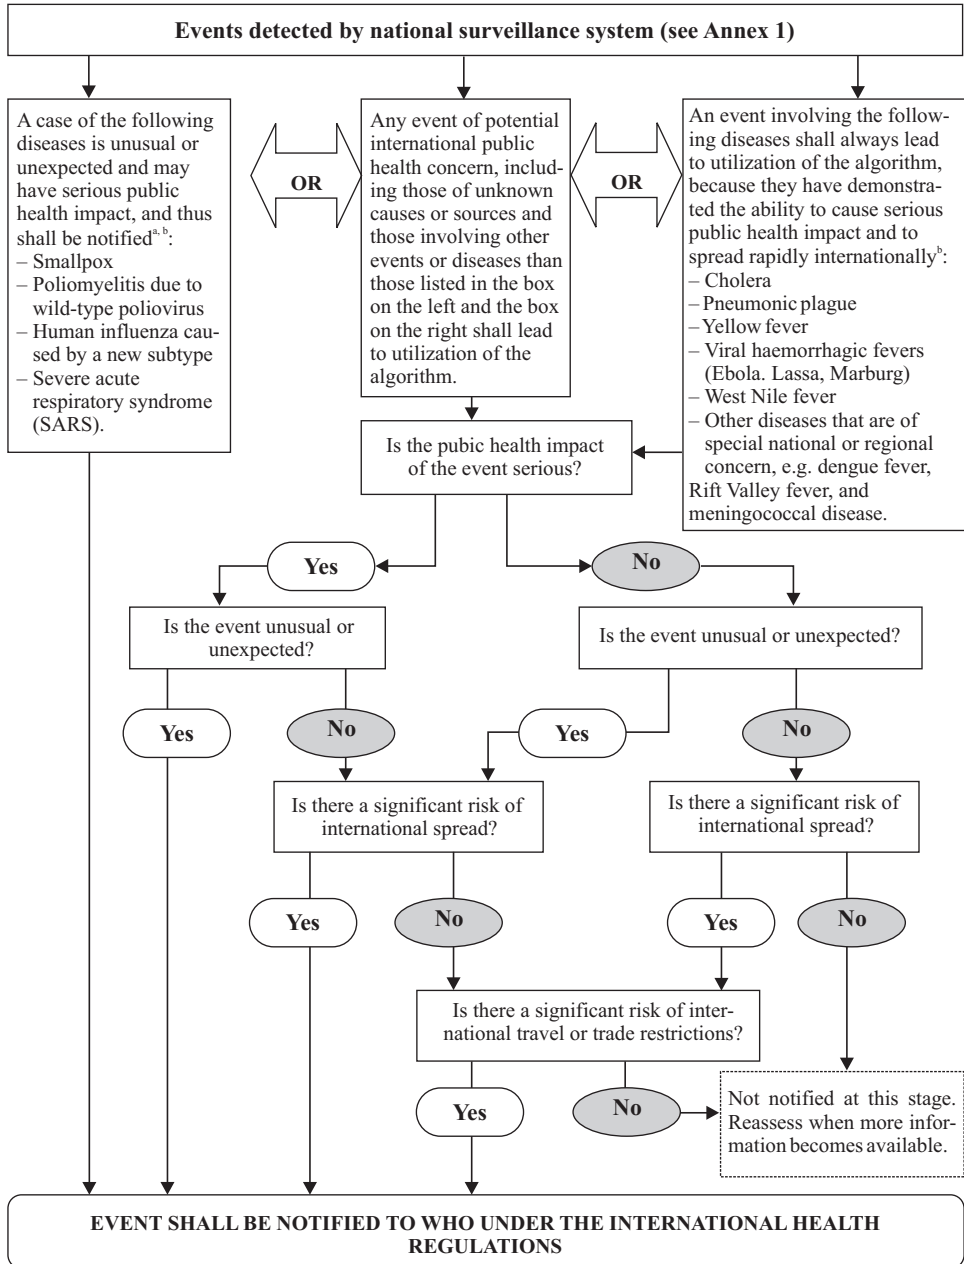 Events detected by national surveillance system (see Annex 1)
A case of the following
diseases is unusual or
unexpected and may
have serious public
health impact, and thus
shall be notifiedᵃ, ᵇ:
– Smallpox
– Poliomyelitis due to
wild-type poliovirus
– Human influenza cau-
sed by a new subtype
– Severe acute
respiratory syndrome
(SARS).
OR
Any event of potential
international public
health concern, includ-
ing those of unknown
causes or sources and
those involving other
events or diseases than
those listed in the box
on the left and the box
on the right shall lead
to utilization of the
algorithm.
OR
An event involving the follow-
ing diseases shall always lead
to utilization of the algorithm,
because they have demonstra-
ted the ability to cause serious
public health impact and to
spread rapidly internationallyᵇ:
– Cholera
– Pneumonic plague
– Yellow fever
– Viral haemorrhagic fevers
(Ebola. Lassa, Marburg)
– West Nile fever
– Other diseases that are of
special national or regional
concern, e.g. dengue fever,
Rift Valley fever, and
meningococcal disease.
Is the pubic health impact
of the event serious?
Yes
No
Is the event unusual or
unexpected?
Is the event unusual or unexpected?
Yes
No
Yes
No
Is there a significant risk of
international spread?
Is there a significant risk of
international spread?
Yes
No
Yes
No
Is there a significant risk of inter-
national travel or trade restrictions?
Yes
No
Not notified at this stage.
Reassess when more infor-
mation becomes available.
EVENT SHALL BE NOTIFIED TO WHO UNDER THE INTERNATIONAL HEALTH
REGULATIONS